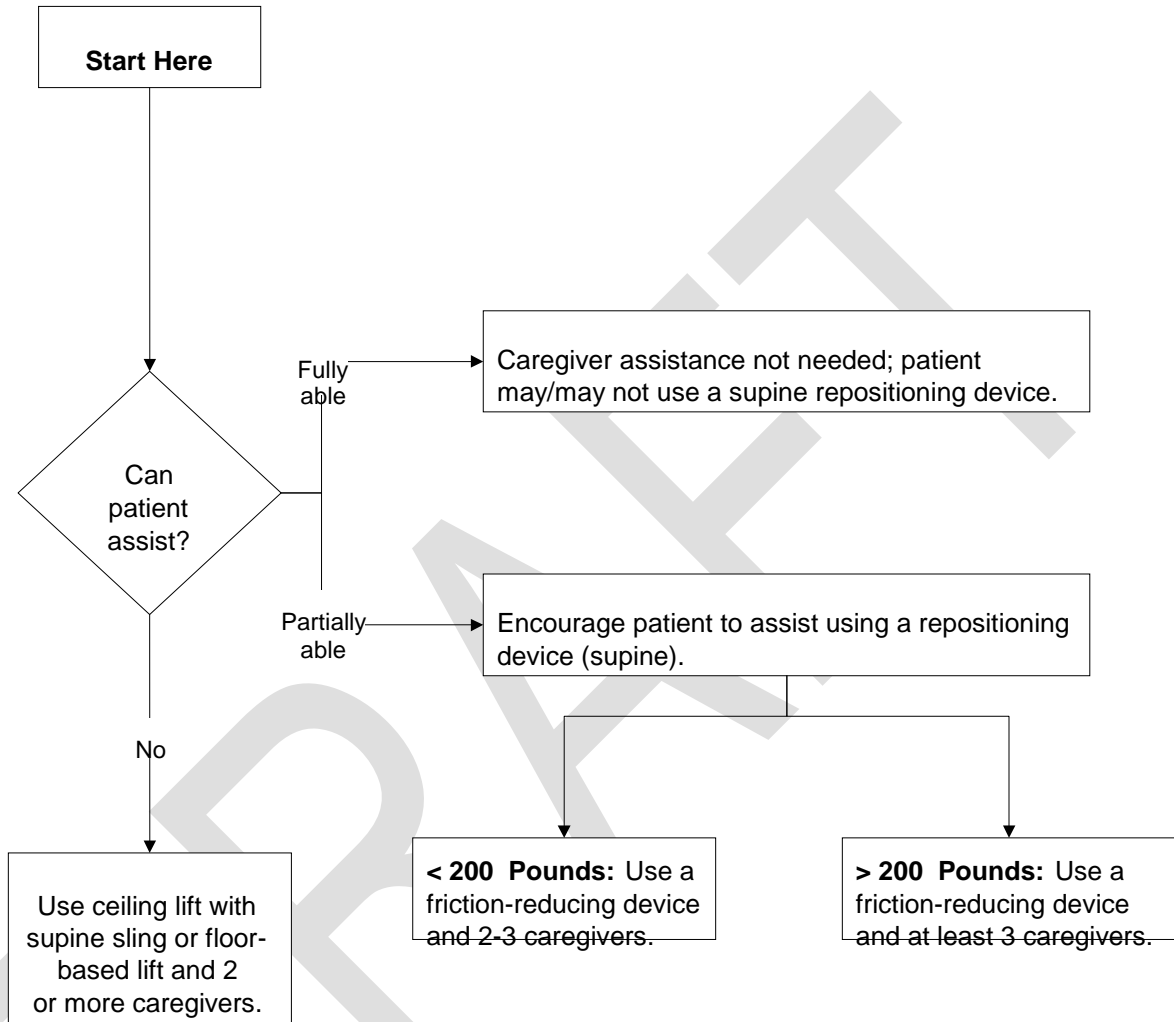 Start Here
Fully
able
Caregiver assistance not needed; patient
may/may not use a supine repositioning device.
Can
patient
assist?
Partially
able
Encourage patient to assist using a repositioning
device (supine).
No
< 200 Pounds: Use a
friction-reducing device
and 2-3 caregivers.
> 200 Pounds: Use a
friction-reducing device
and at least 3 caregivers.
Use ceiling lift with
supine sling or floor-
based lift and 2
or more caregivers.
RAFT